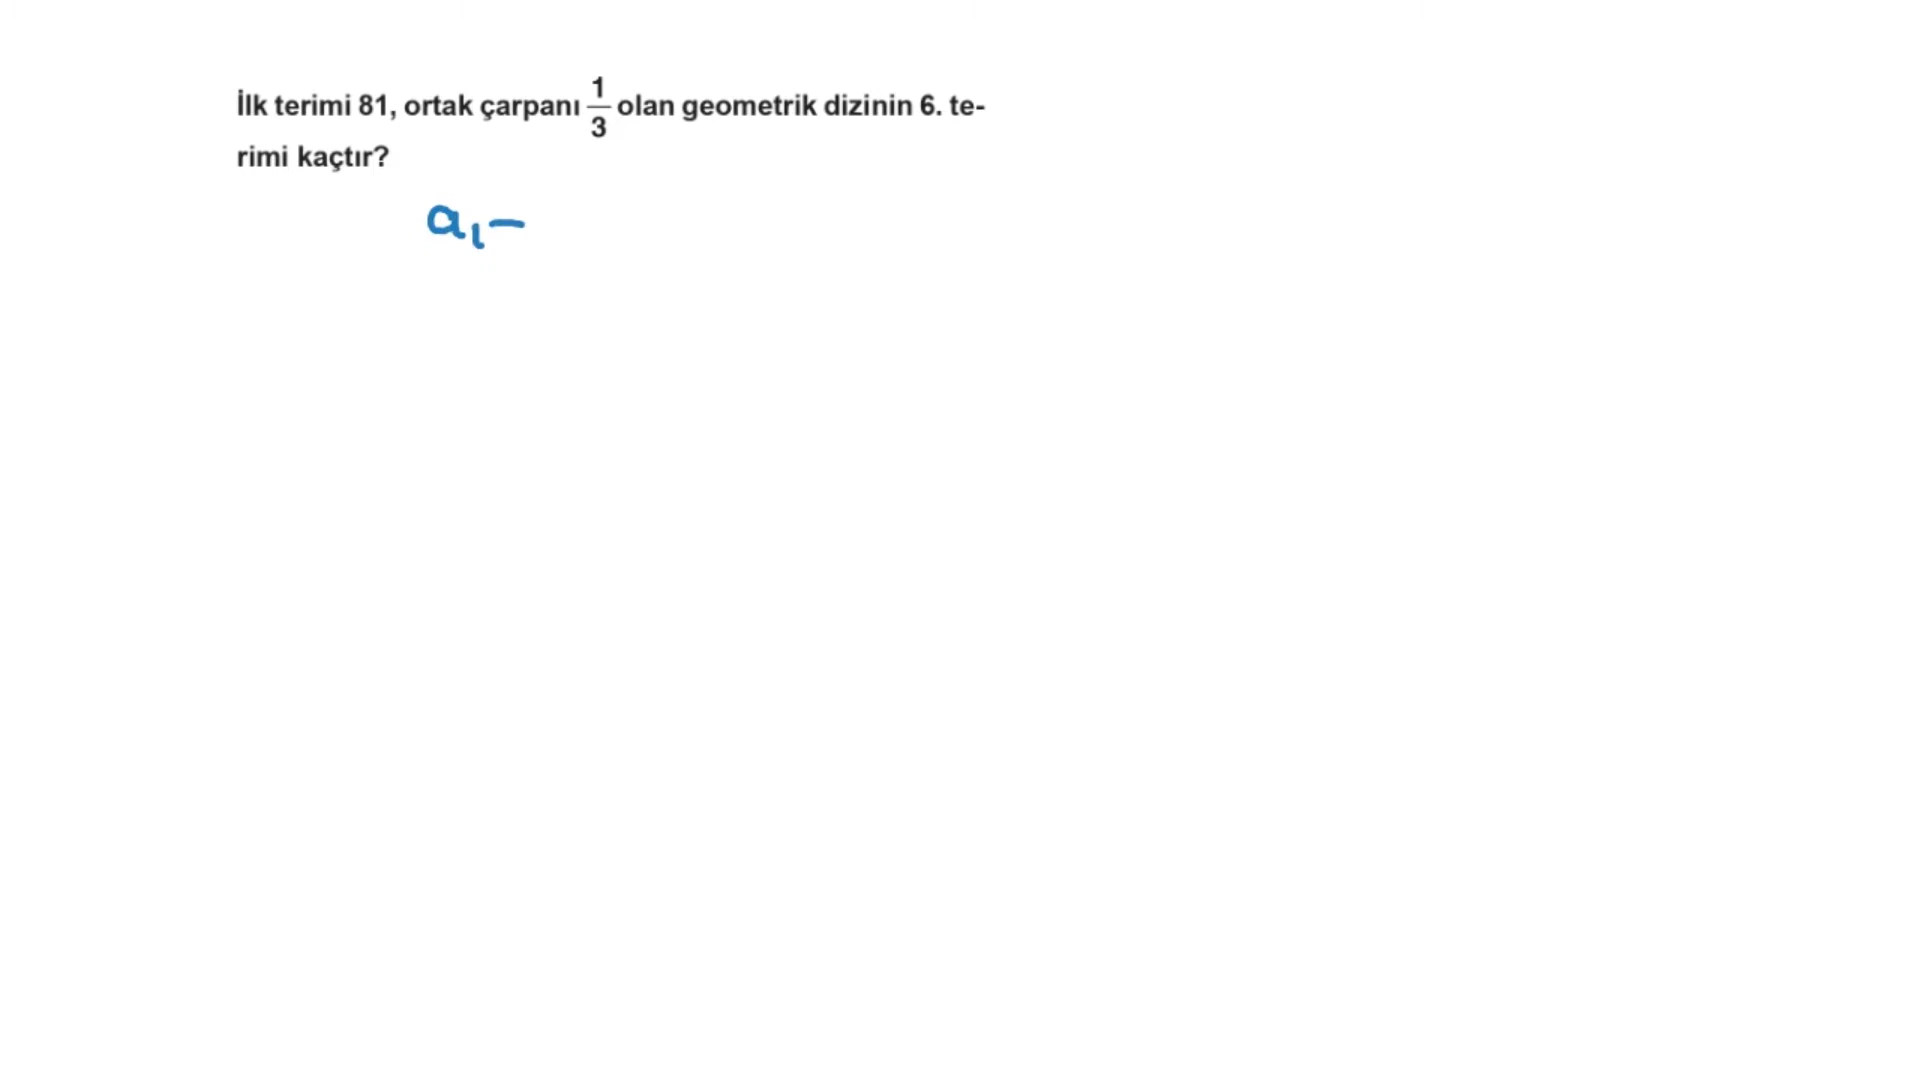 İlk terimi 81, ortak çarpanı 1/3 olan geometrik dizinin 6. te-
rimi kaçtır?
a₁ –